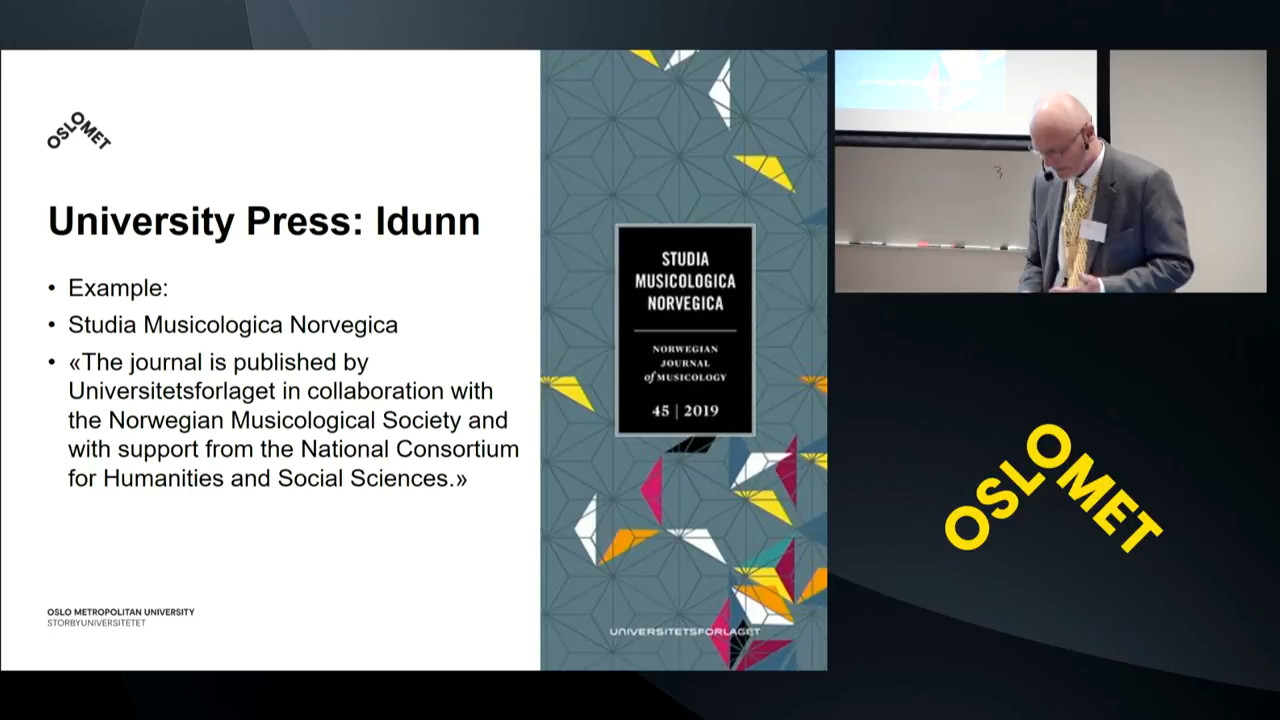 OSLOMET
University Press: Idunn
• Example:
• Studia Musicologica Norvegica
• «The journal is published by
Universitetsforlaget in collaboration with
the Norwegian Musicological Society and
with support from the National Consortium
for Humanities and Social Sciences.»
OSLO METROPOLITAN UNIVERSITY
STORBYUNIVERSITETET
STUDIA
MUSICOLOGICA
NORVEGICA
NORWEGIAN
JOURNAL
of MUSICOLOGY
45 | 2019
UNIVERSITETSFORLAGET
OSLOMET